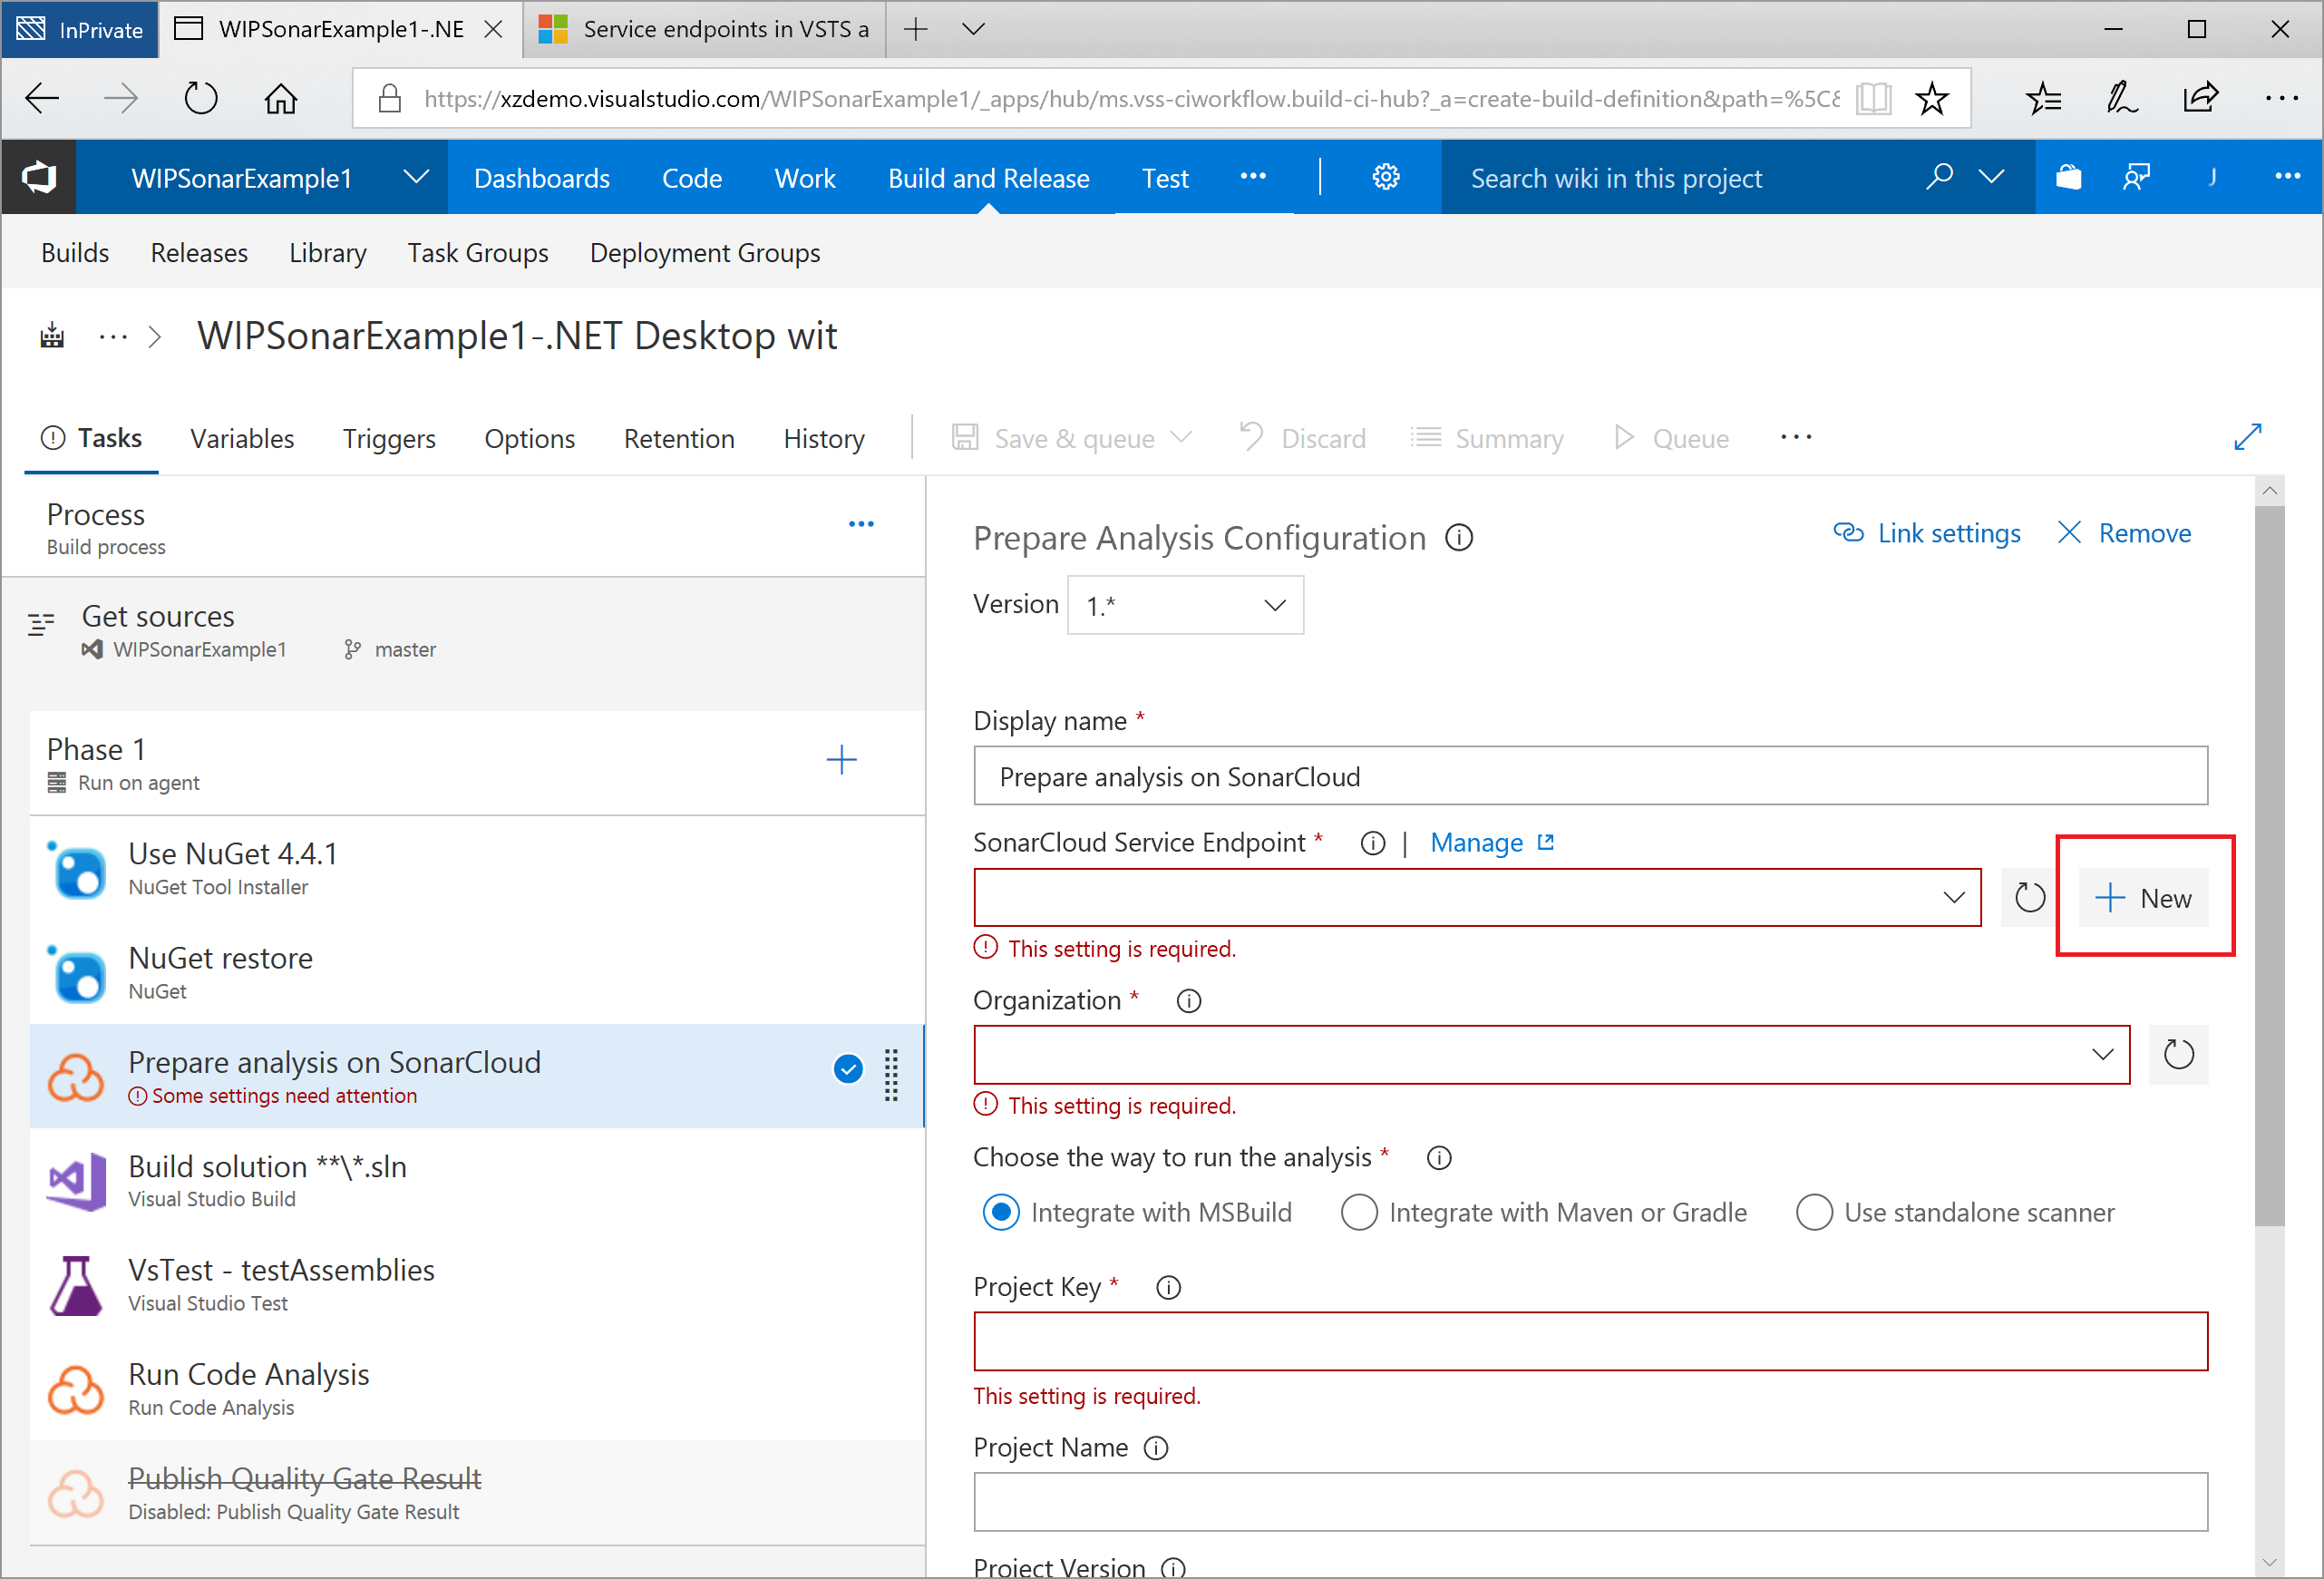 InPrivate
WIPSonarExample1-.NE
Service endpoints in VSTS a
https://xzdemo.visualstudio.com/WIPSonarExample1/_apps/hub/ms.vss-ciworkflow.build-ci-hub?_a=create-build-definition&path=%5C&
WIPSonarExample1
Dashboards
Code
Work
Build and Release
Test
Search wiki in this project
J
Builds
Releases
Library
Task Groups
Deployment Groups
WIPSonarExample1-.NET Desktop wit
Tasks
Variables
Triggers
Options
Retention
History
Save & queue
Discard
Summary
Queue
Process
Build process
Get sources
WIPSonarExample1
master
Phase 1
Run on agent
Use NuGet 4.4.1
NuGet Tool Installer
NuGet restore
NuGet
Prepare analysis on SonarCloud
Some settings need attention
Build solution **\*.sln
Visual Studio Build
VsTest - testAssemblies
Visual Studio Test
Run Code Analysis
Run Code Analysis
Publish Quality Gate Result
Disabled: Publish Quality Gate Result
Prepare Analysis Configuration
Link settings
Remove
Version
1.*
Display name *
Prepare analysis on SonarCloud
SonarCloud Service Endpoint * | Manage
New
This setting is required.
Organization *
This setting is required.
Choose the way to run the analysis *
Integrate with MSBuild
Integrate with Maven or Gradle
Use standalone scanner
Project Key *
This setting is required.
Project Name
Project Version